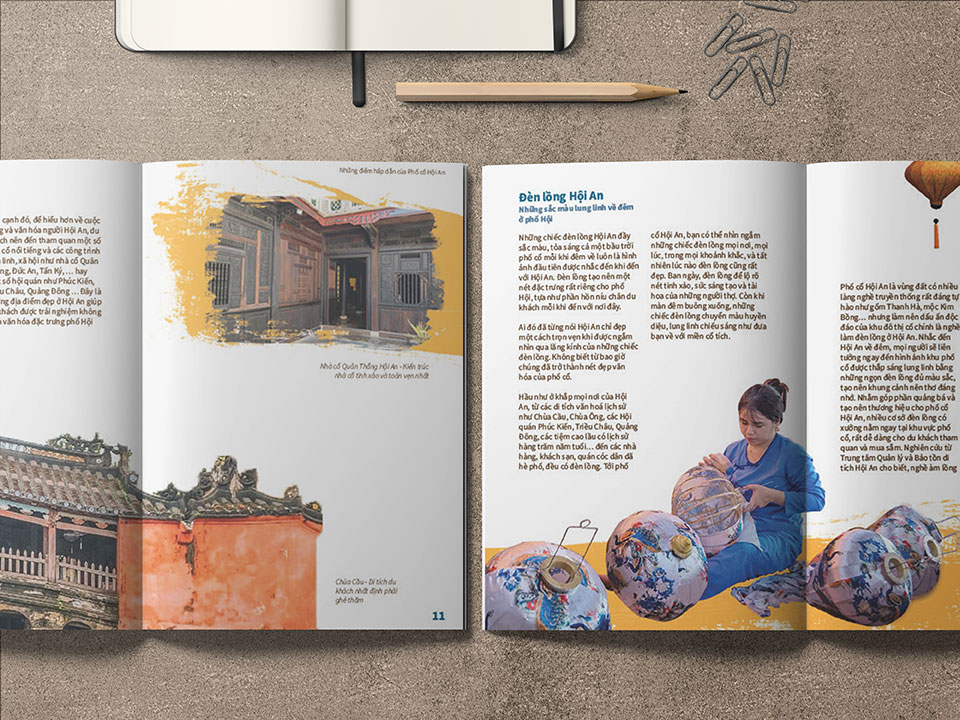 cạnh đó, để hiểu hơn về cuộc
g và văn hóa người Hội An, du
ch nên đến tham quan một số
cổ nổi tiếng và các công trình
linh, xã hội như nhà cổ Quân
ng, Đức An, Tấn Ký, … hay
số hội quán như Phúc Kiến,
u Châu, Quảng Đông … Đây là
ng địa điểm đẹp ở Hội An giúp
khách được trải nghiệm không
văn hóa đặc trưng phố Hội
Những điểm hấp dẫn của Phố cổ Hội An
Nhà cổ Quân Thắng Hội An - Kiến trúc
nhà cổ tinh xảo và toàn vẹn nhất
Chùa Cầu - Di tích du
khách nhất định phải
ghé thăm
11
Đèn lồng Hội An
Những sắc màu lung linh về đêm
ở phố Hội
Những chiếc đèn lồng Hội An đầy
sắc màu, tỏa sáng cả một bầu trời
phố cổ mỗi khi đêm về luôn là hình
ảnh đầu tiên được nhắc đến khi đến
với Hội An. Đèn lồng tạo nên một
nét đặc trưng rất riêng cho phố
Hội, tựa như phần hồn níu chân du
khách mỗi khi đến với nơi đây.
Ai đó đã từng nói Hội An chỉ đẹp
một cách trọn vẹn khi được ngắm
nhìn qua lăng kính của những chiếc
đèn lồng. Không biết từ bao giờ
chúng đã trở thành nét đẹp văn
hóa của phố cổ.
Hầu như ở khắp mọi nơi của Hội
An, từ các di tích văn hoá lịch sử
như Chùa Cầu, Chùa Ông, các Hội
quán Phúc Kiến, Triều Châu, Quảng
Đông, các tiệm cao lầu có lịch sử
hàng trăm năm tuổi… đến các nhà
hàng, khách sạn, quán cóc dân dã
hè phố, đều có đèn lồng. Tới phố
cổ Hội An, bạn có thể nhìn ngắm
những chiếc đèn lồng mọi nơi, mọi
lúc, trong mọi khoảnh khắc, và tất
nhiên lúc nào đèn lồng cũng rất
đẹp. Ban ngày, đèn lồng để lộ rõ
nét tinh xảo, sức sáng tạo và tài
hoa của những người thợ. Còn khi
màn đêm buông xuống, những
chiếc đèn lồng chuyển màu huyền
diệu, lung linh chiếu sáng như đưa
bạn về với miền cổ tích.
Phố cổ Hội An là vùng đất có nhiều
làng nghề truyền thống rất đáng tự
hào như gốm Thanh Hà, mộc Kim
Bồng… nhưng làm nên dấu ấn độc
đáo của khu đô thị cổ chính là nghề
làm đèn lồng ở Hội An. Nhắc đến
Hội An về đêm, mọi người sẽ liên
tưởng ngay đến hình ảnh khu phố
cổ được thắp sáng lung linh bằng
những ngọn đèn lồng đủ màu sắc,
tạo nên khung cảnh nên thơ đáng
nhớ. Nhằm góp phần quảng bá và
tạo nên thương hiệu cho phố cổ
Hội An, nhiều cơ sở đèn lồng có
xưởng nằm ngay tại khu vực phố
cổ, rất dễ dàng cho du khách tham
quan và mua sắm. Nghiên cứu từ
Trung tâm Quản lý và Bảo tồn di
tích Hội An cho biết, nghề làm lồng